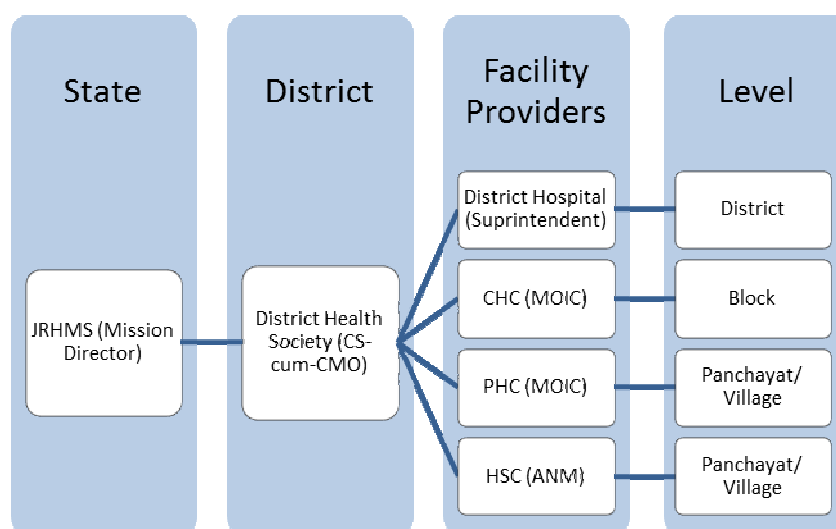 State
District
Facility
Providers
Level
JRHMS (Mission
Director)
District Health
Society (CS-
cum-CMO)
District Hospital
(Suprintendent)
District
CHC (MOIC)
Block
PHC (MOIC)
Panchayat/
Village
HSC (ANM)
Panchayat/
Village